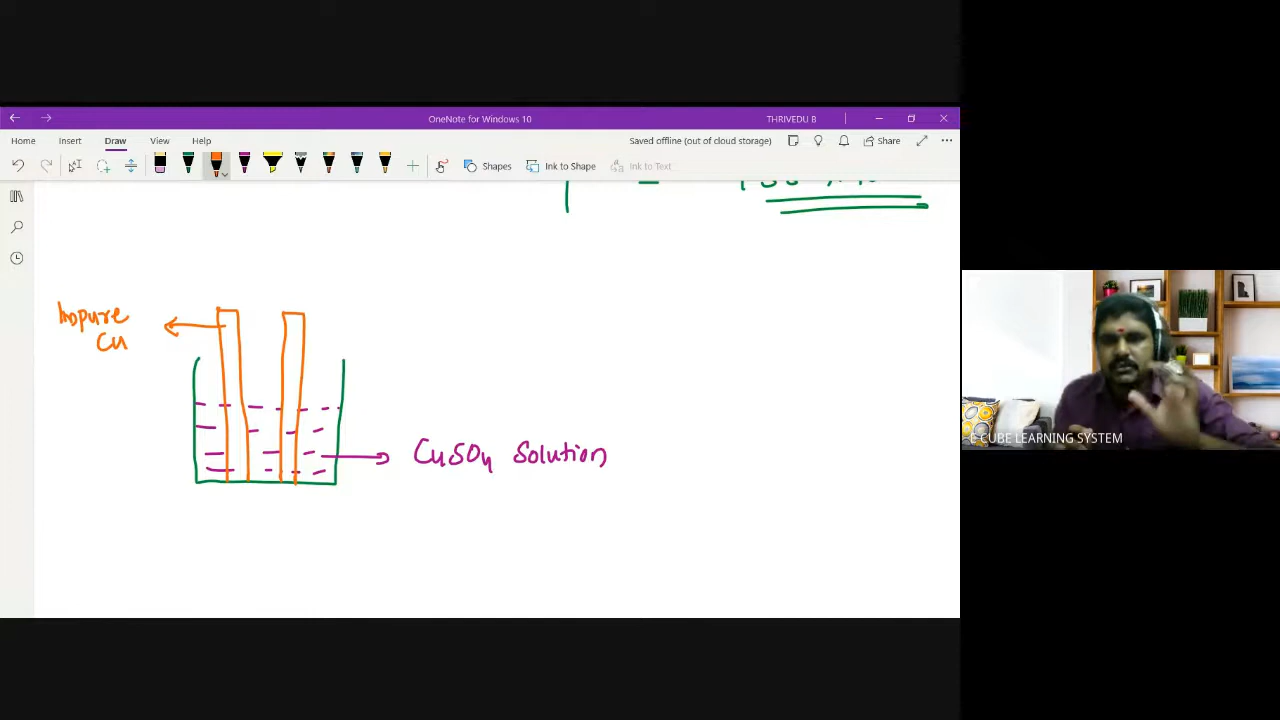 OneNote for Windows 10
THRIVEDU B
Home Insert Draw View Help
Saved offline (out of cloud storage)
Share
Shapes
Ink to Shape
Ink to Text
Impure
Cu
CuSO4 Solution
E CUBE LEARNING SYSTEM